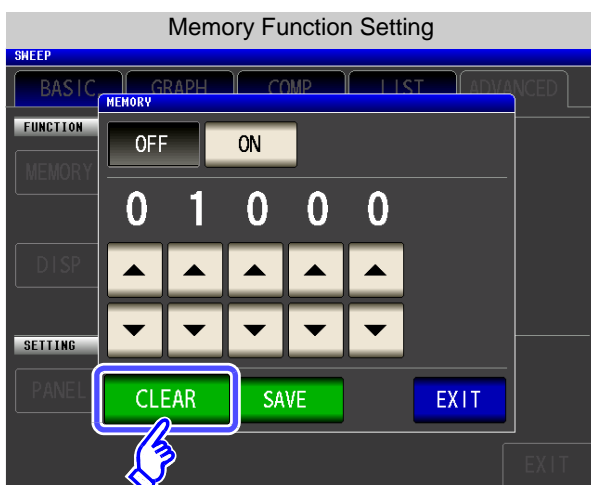 Memory Function Setting
SWEEP
BASIC GRAPH COMP LIST ADVANCED
MEMORY
FUNCTION
OFF ON
MEMORY
0 1 0 0 0
DISP
SETTING
PANEL
CLEAR SAVE EXIT
EXIT